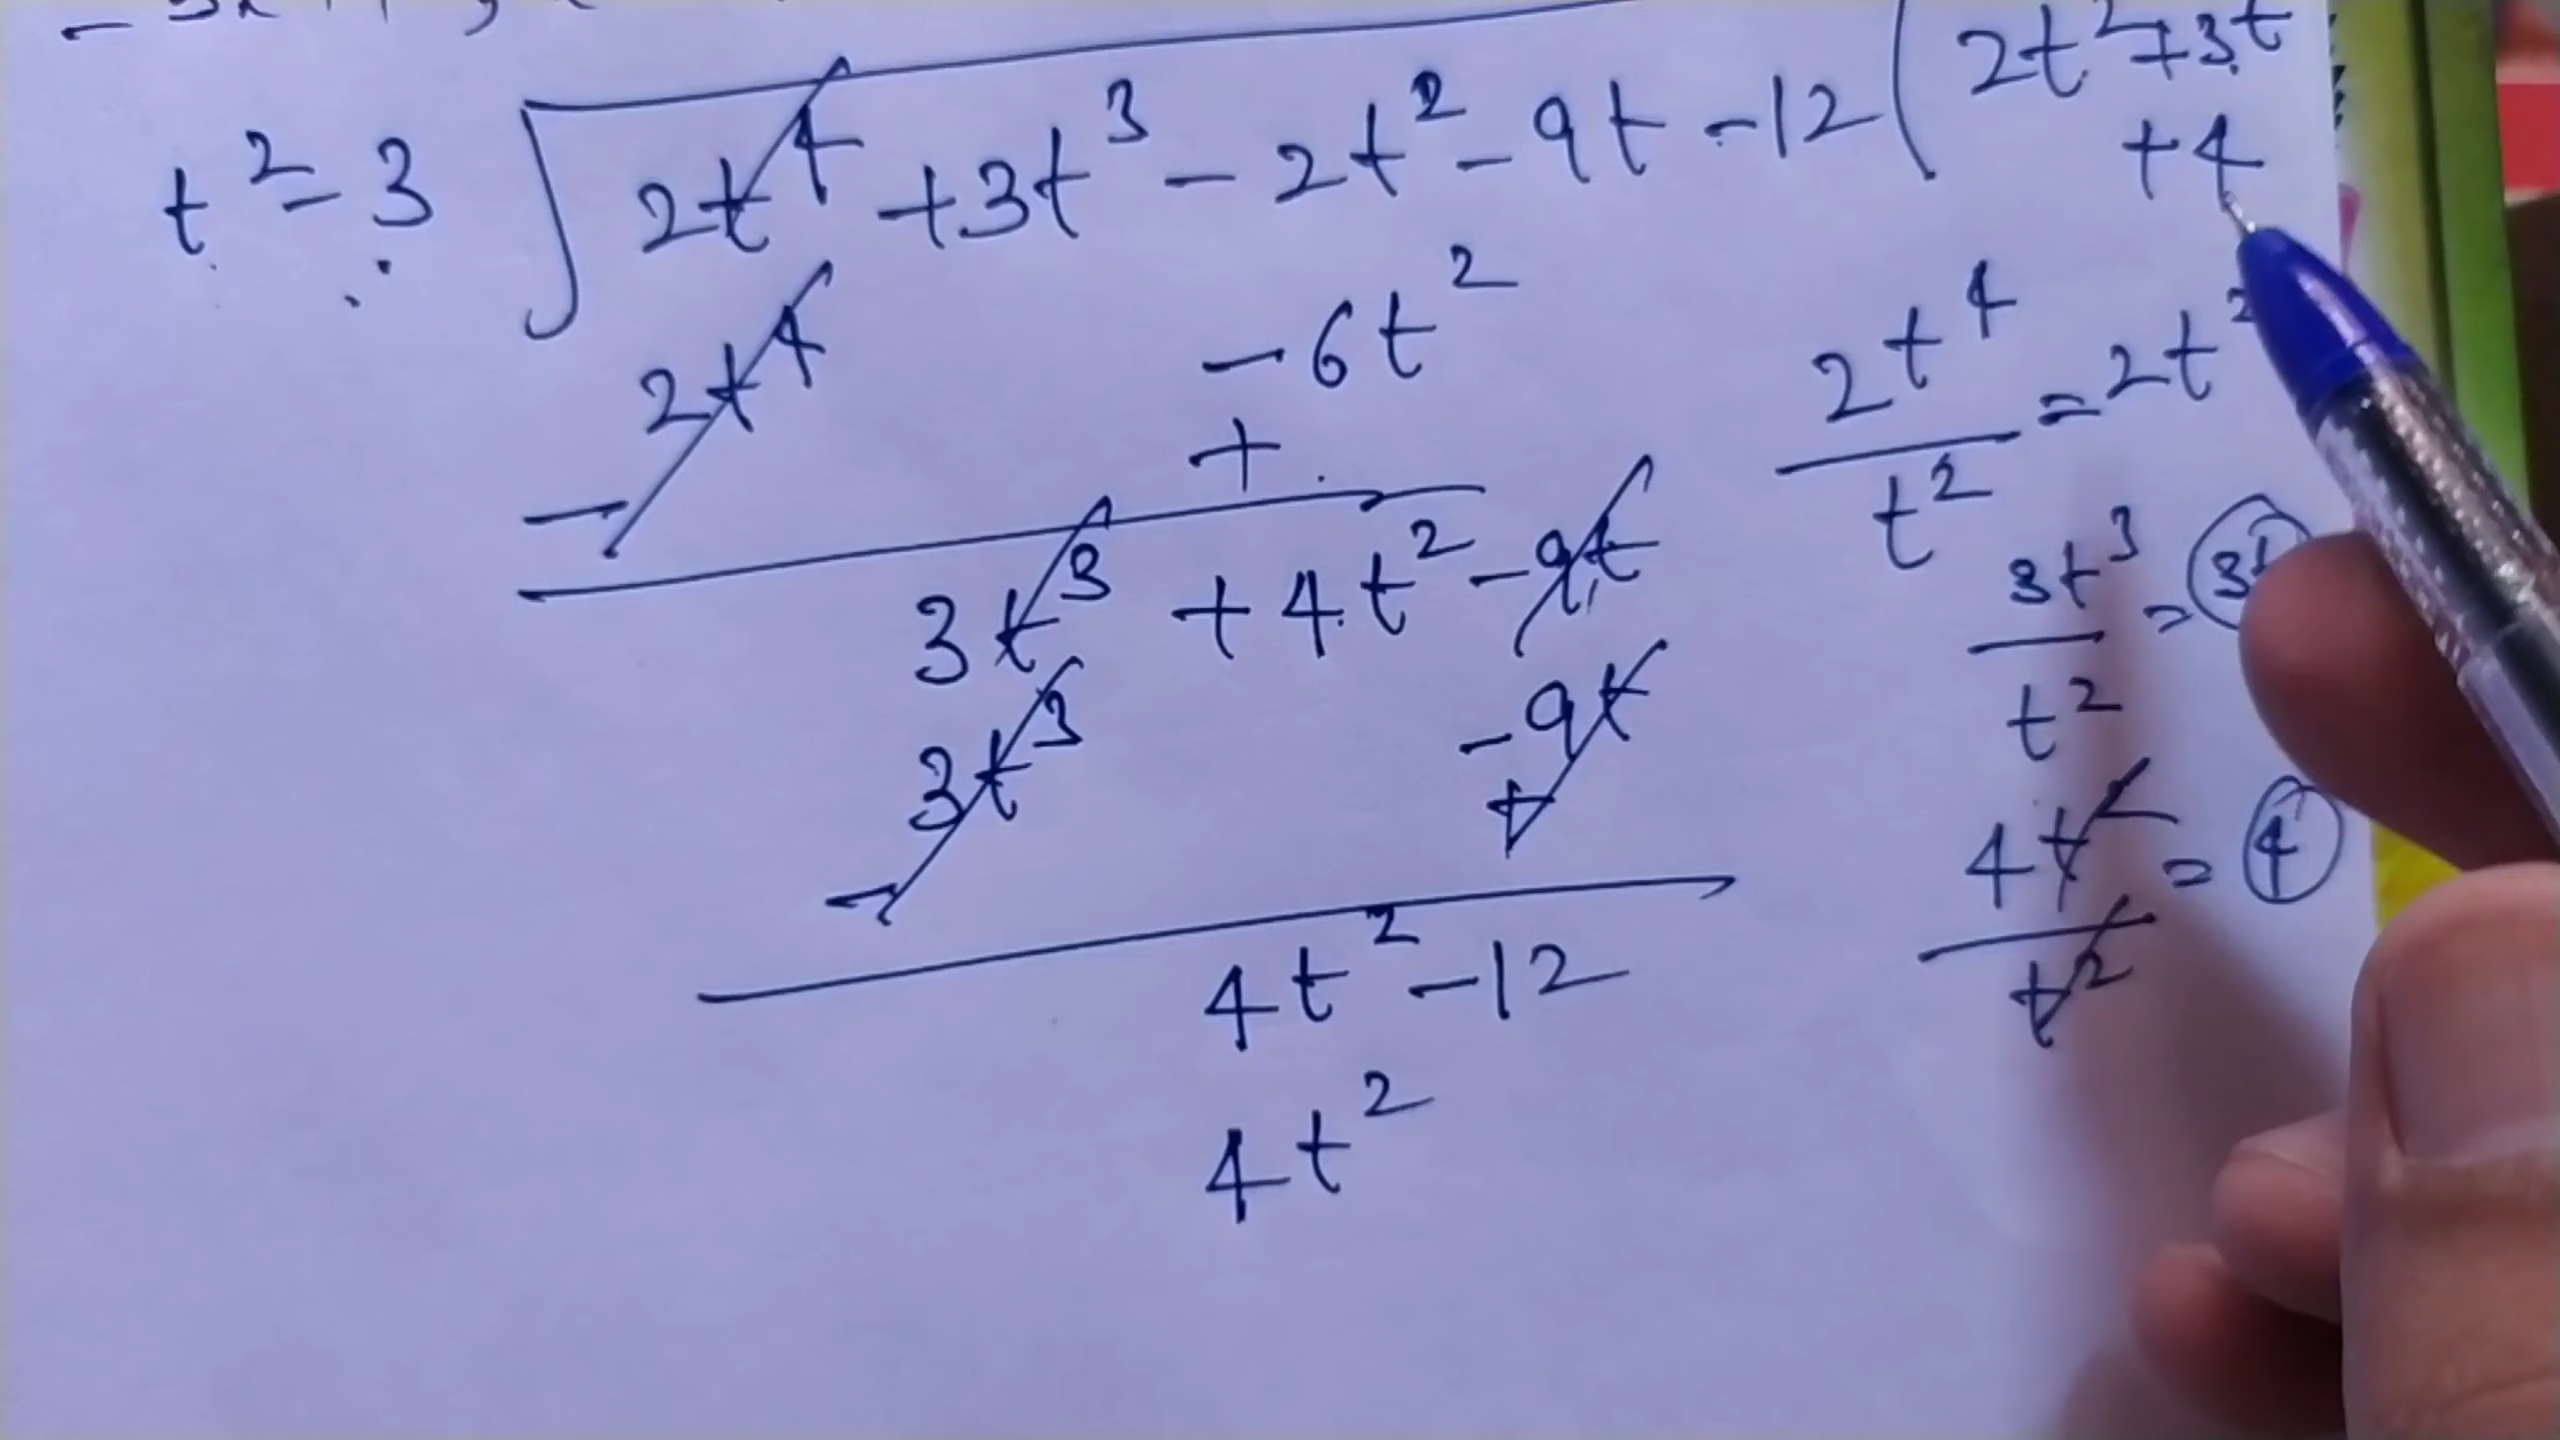 t² - 3 ) 2t⁴ + 3t³ - 2t² - 9t - 12 ( 2t² + 3t
+ 4
2t⁴ - 6t²
- +
3t³ + 4t² - 9t
3t³ - 9t
- +
4t² - 12
4t²
2t⁴/t² = 2t²
3t³/t² = 3t
4t²/t² = 4